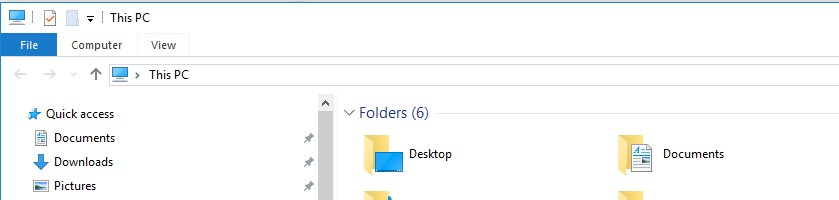 This PC
File Computer View
This PC
Quick access
Documents
Downloads
Pictures
Folders (6)
Desktop
Documents